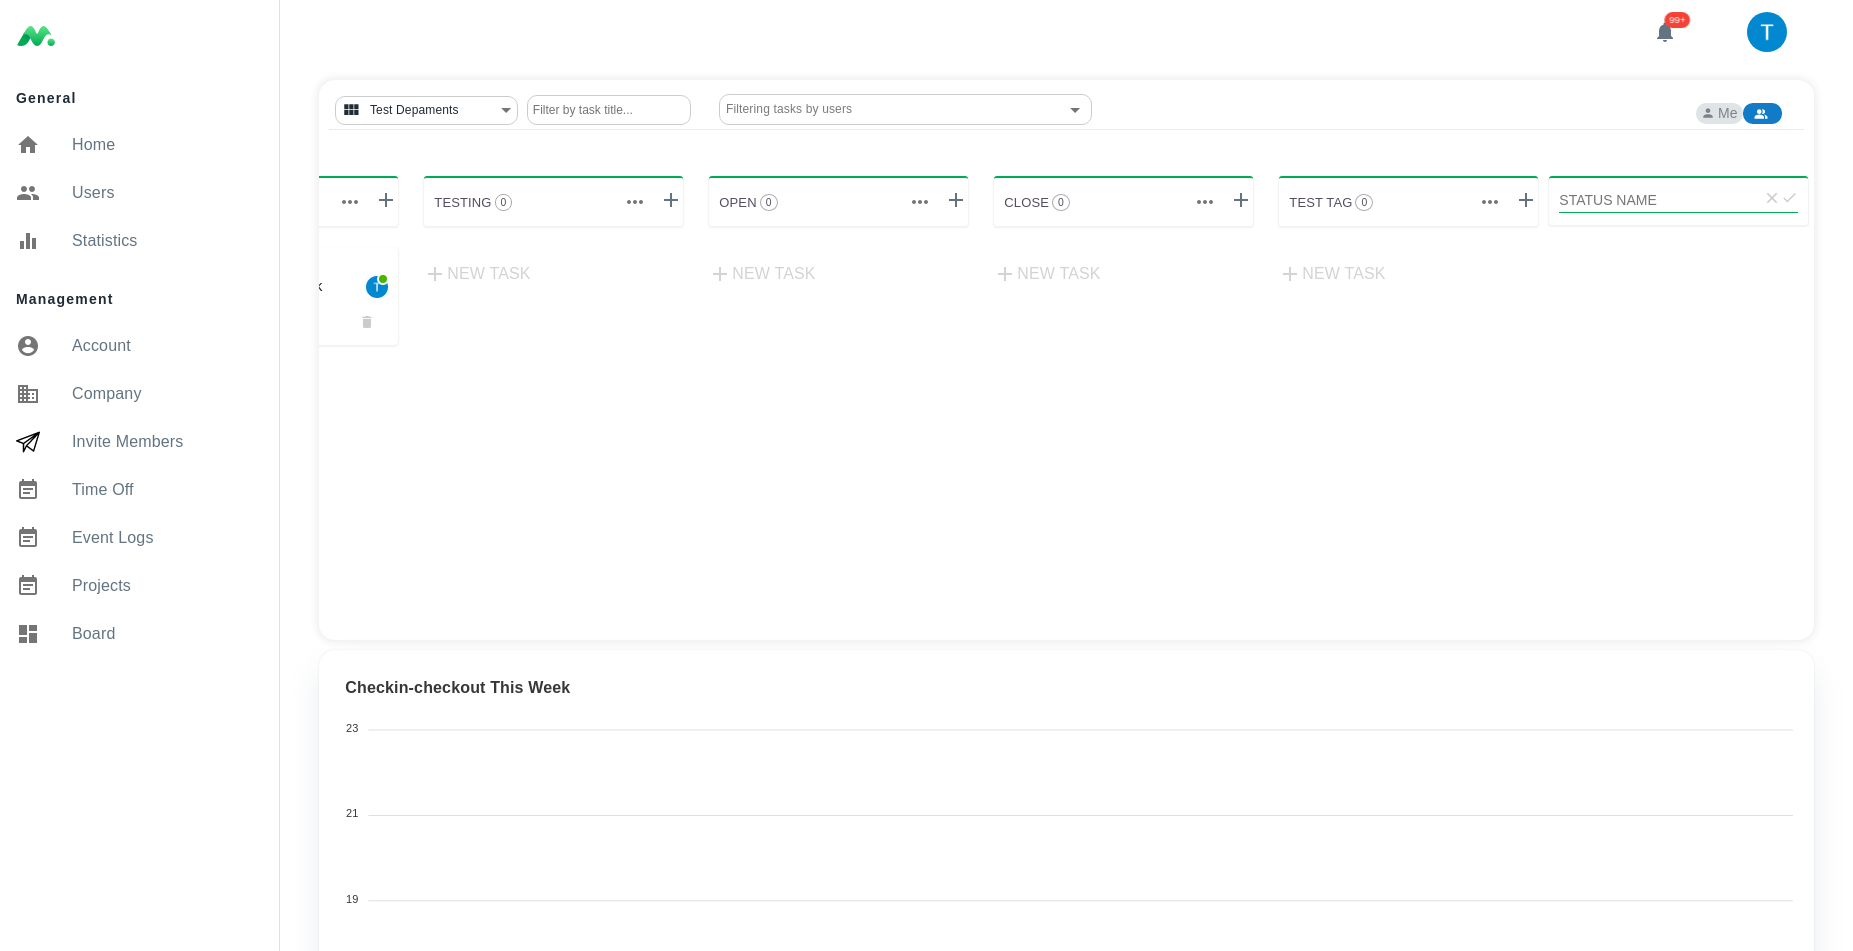 99+
T
General
Home
Users
Statistics
Management
Account
Company
Invite Members
Time Off
Event Logs
Projects
Board
Test Depaments
Filter by task title...
Filtering tasks by users
Me
TESTING 0
OPEN 0
CLOSE 0
TEST TAG 0
STATUS NAME
K
T
NEW TASK
NEW TASK
NEW TASK
NEW TASK
Checkin-checkout This Week
23
21
19